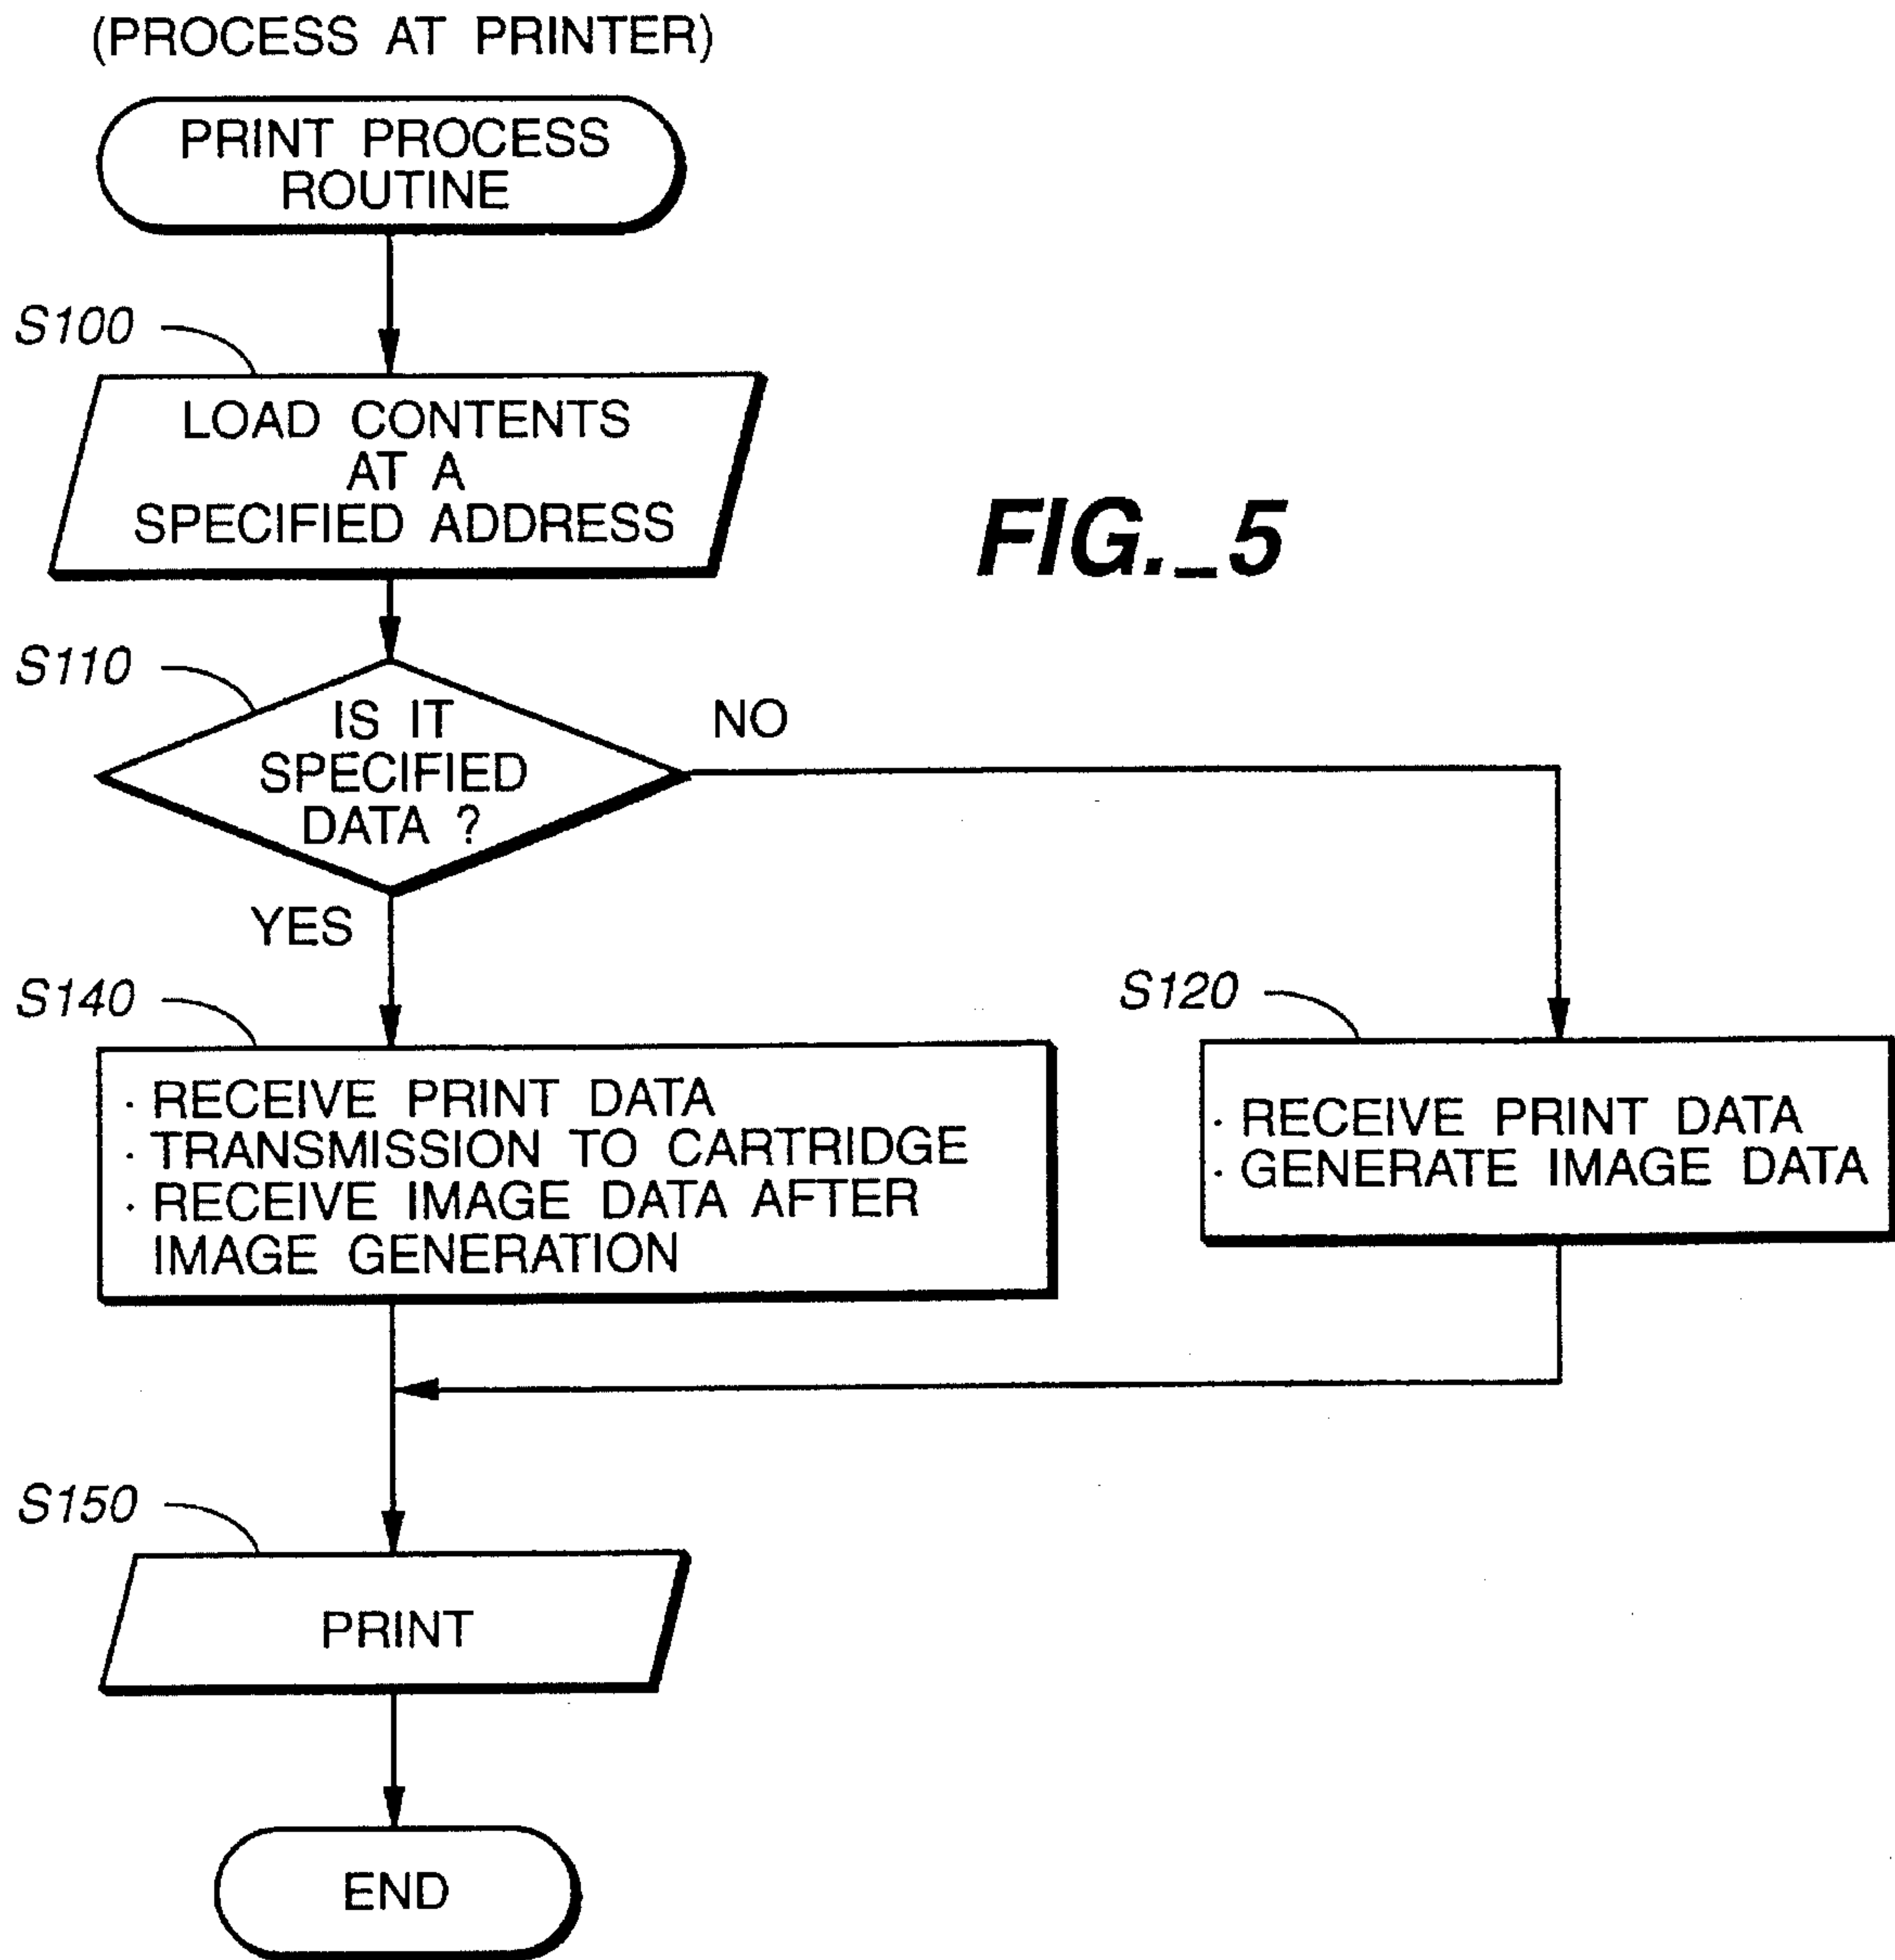 (PROCESS AT PRINTER)
PRINT PROCESS
ROUTINE
S100
LOAD CONTENTS
AT A
SPECIFIED ADDRESS
FIG._5
S110
IS IT
SPECIFIED
DATA ?
NO
YES
S140
· RECEIVE PRINT DATA
· TRANSMISSION TO CARTRIDGE
· RECEIVE IMAGE DATA AFTER
IMAGE GENERATION
S120
· RECEIVE PRINT DATA
· GENERATE IMAGE DATA
S150
PRINT
END